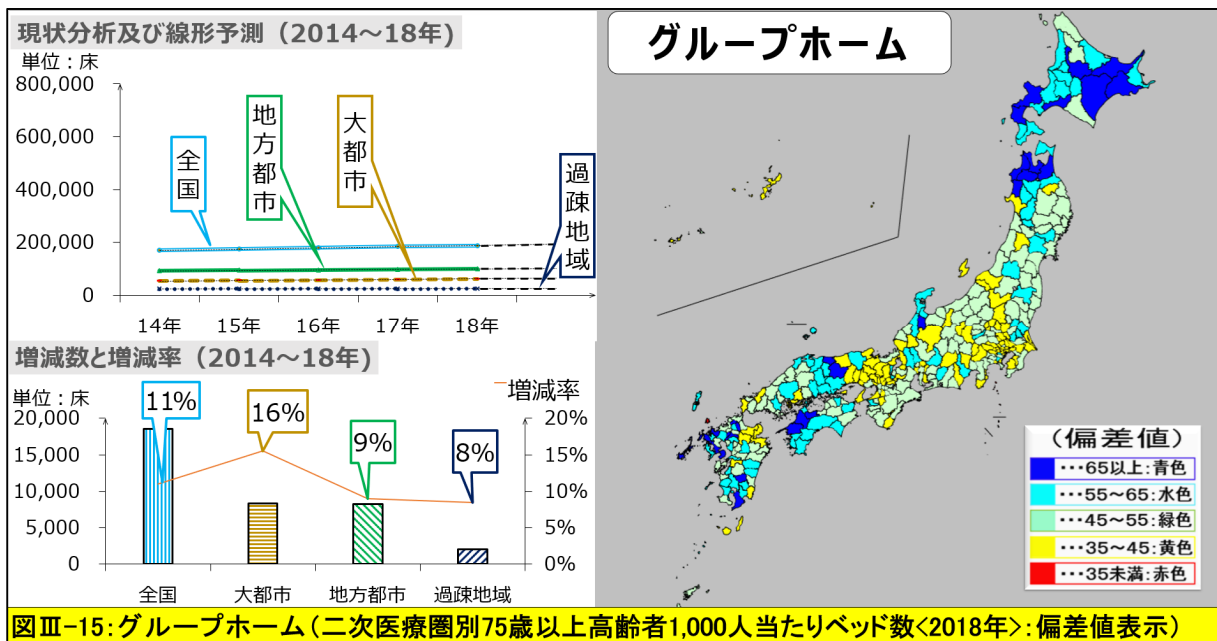 現状分析及び線形予測（2014～18年）
単位：床
800,000
600,000
400,000
200,000
0
全国
地方都市
大都市
過疎地域
14年 15年 16年 17年 18年
増減数と増減率（2014～18年）
単位：床
増減率
20,000
15,000
10,000
5,000
0
11%
16%
9%
8%
20%
15%
10%
5%
0%
全国 大都市 地方都市 過疎地域
グループホーム
（偏差値）
･･･65以上：青色
･･･55～65：水色
･･･45～55：緑色
･･･35～45：黄色
･･･35未満：赤色
図Ⅲ-15：グループホーム（二次医療圏別75歳以上高齢者1,000人当たりベッド数<2018年>：偏差値表示）